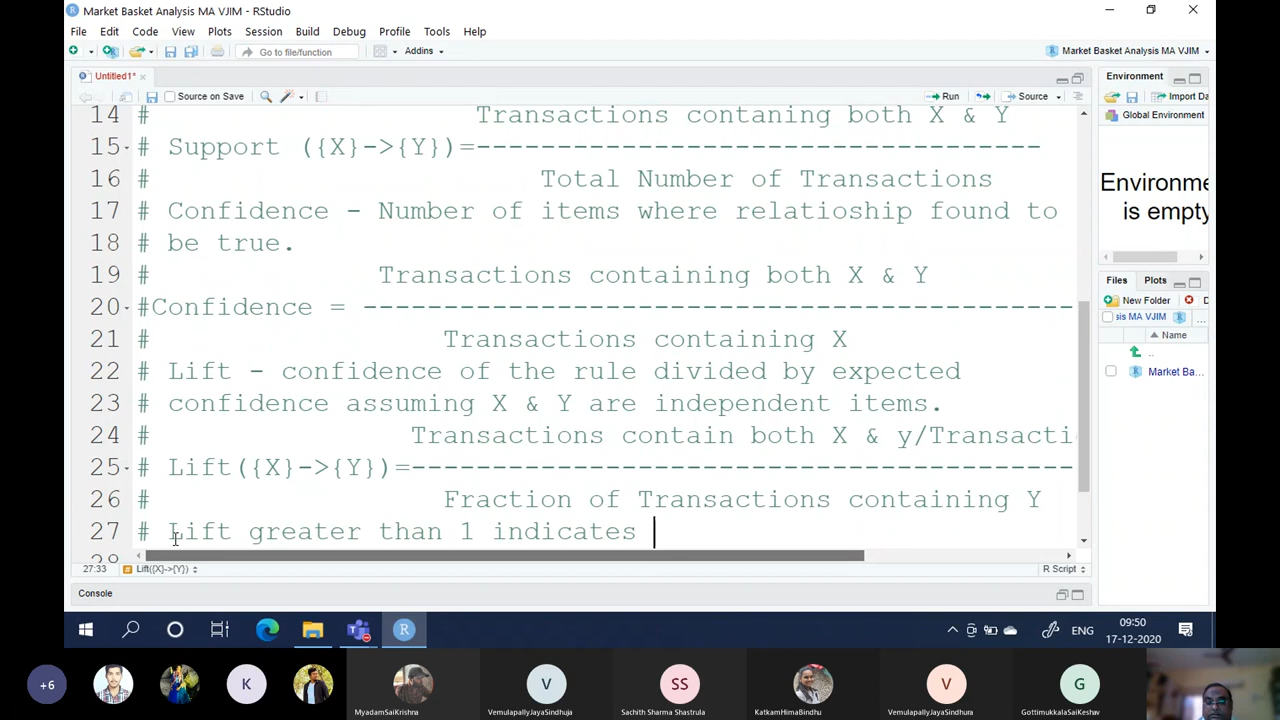 Market Basket Analysis MA VJIM - RStudio
File Edit Code View Plots Session Build Debug Profile Tools Help
Go to file/function Addins Market Basket Analysis MA VJIM
Untitled1*
Source on Save Run Source
14 # Transactions contaning both X & Y
15 # Support ({X}->{Y})=-----------------------------------
16 # Total Number of Transactions
17 # Confidence - Number of items where relatioship found to
18 # be true.
19 # Transactions containing both X & Y
20 #Confidence = --------------------------------------------
21 # Transactions containing X
22 # Lift - confidence of the rule divided by expected
23 # confidence assuming X & Y are independent items.
24 # Transactions contain both X & y/Transacti
25 # Lift({X}->{Y})=-----------------------------------------
26 # Fraction of Transactions containing Y
27 # Lift greater than 1 indicates
28
27:33 Lift({X}->{Y}) R Script
Console
Environment
Import Da
Global Environment
Environme
is empty
Files Plots
New Folder D
sis MA VJIM ...
Name
..
Market Ba...
ENG
09:50
17-12-2020
+6 K V SS V G
MyadamSaiKrishna VemulapallyJayaSindhuja Sachith Sharma Shastrula KatkamHimaBindhu VemulapallyJayaSindhura GottimukkalaSaiKeshav